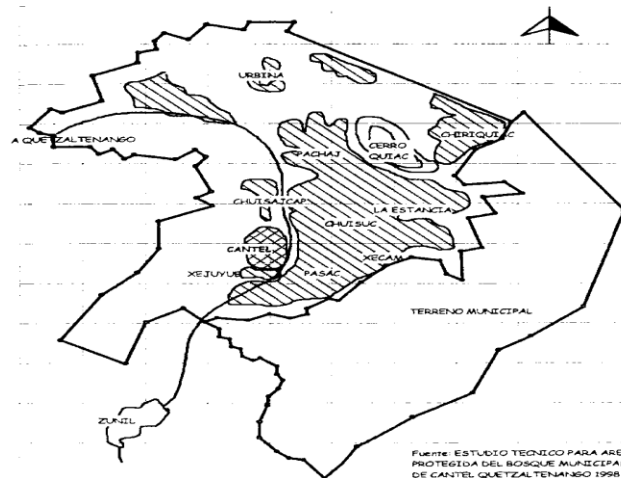 URBINA
CHIRIQUIAC
A QUETZALTENANGO
CERRO
QUIAC
PACHAJ
CHUISAJCAP
LA ESTANCIA
CHUISUC
CANTEL
XECAM
XEJUYUB
PASAC
TERRENO MUNICIPAL
ZUNIL
Fuente: ESTUDIO TECNICO PARA ARE
PROTEGIDA DEL BOSQUE MUNICIPA
DE CANTEL QUETZALTENANGO 1998